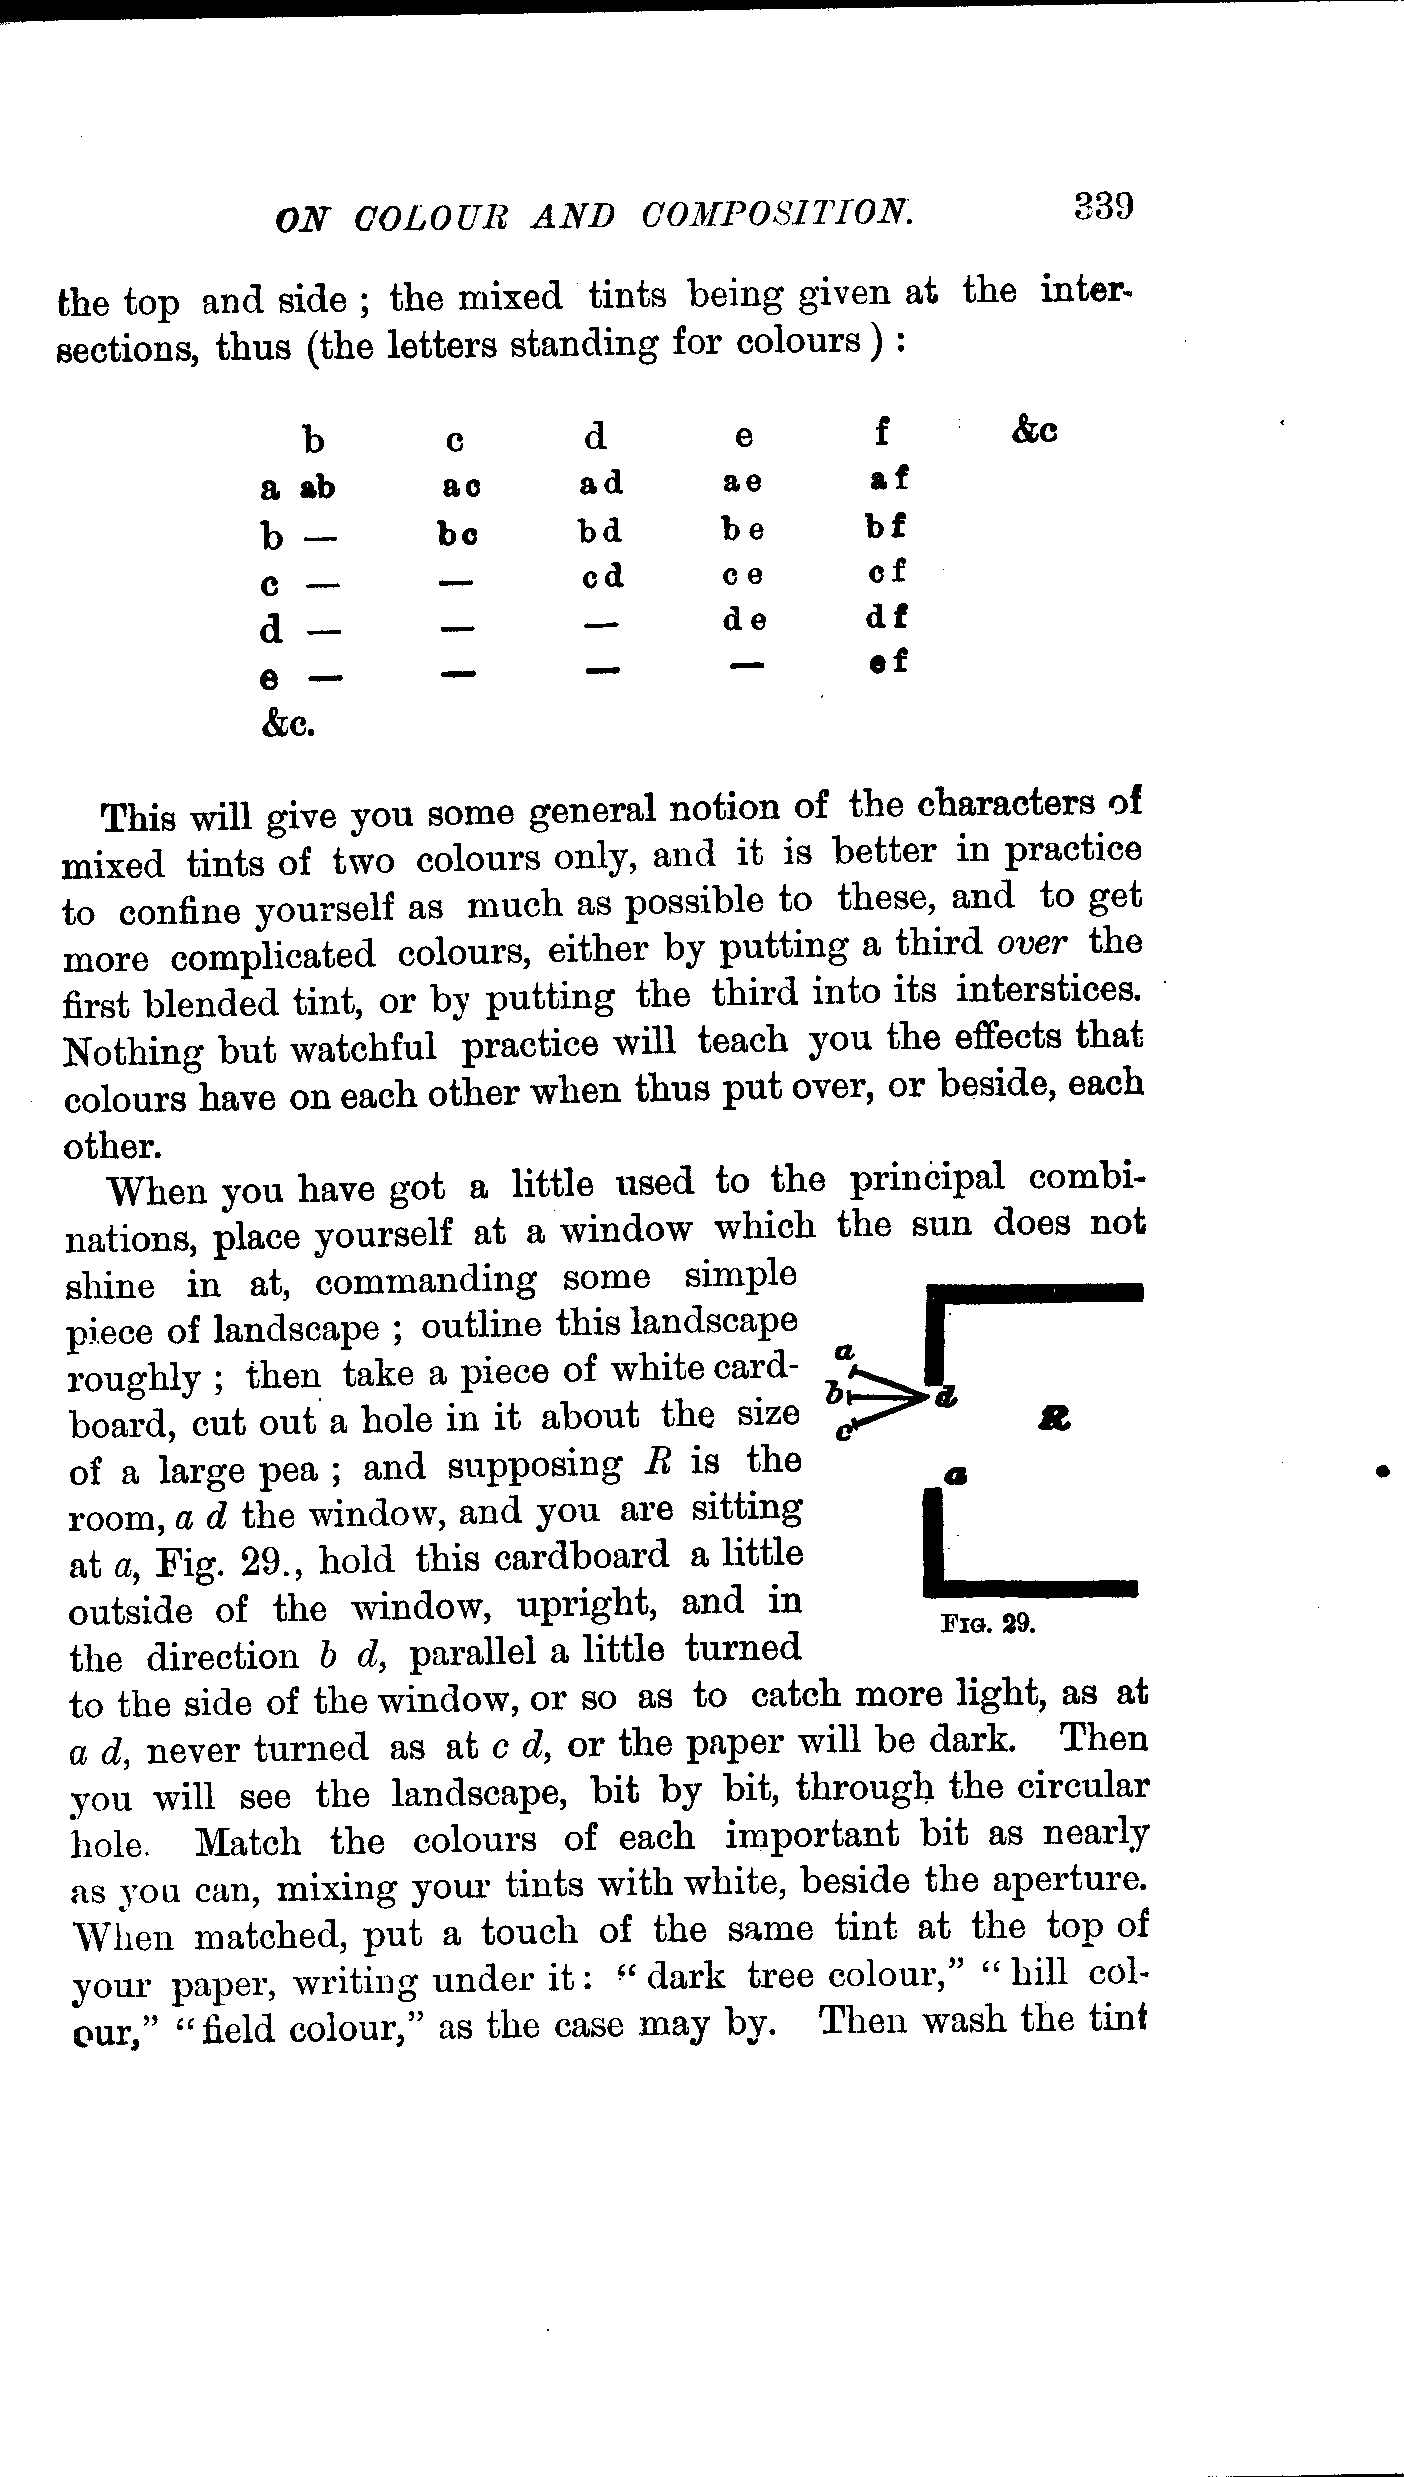 ON COLOUR AND COMPOSITION. 339
the top and side ; the mixed tints being given at the inter-
sections, thus (the letters standing for colours ) :
b c d e f &c
a ab ac ad ae af
b — bc bd be bf
c — — cd ce cf
d — — — de df
e — — — — ef
&c.
This will give you some general notion of the characters of
mixed tints of two colours only, and it is better in practice
to confine yourself as much as possible to these, and to get
more complicated colours, either by putting a third over the
first blended tint, or by putting the third into its interstices.
Nothing but watchful practice will teach you the effects that
colours have on each other when thus put over, or beside, each
other.
When you have got a little used to the principal combi-
nations, place yourself at a window which the sun does not
shine in at, commanding some simple
piece of landscape ; outline this landscape
roughly ; then take a piece of white card-
board, cut out a hole in it about the size
of a large pea ; and supposing R is the
room, a d the window, and you are sitting
at a, Fig. 29., hold this cardboard a little
outside of the window, upright, and in
the direction b d, parallel a little turned
a
b
c
d
R
a
FIG. 29.
to the side of the window, or so as to catch more light, as at
a d, never turned as at c d, or the paper will be dark. Then
you will see the landscape, bit by bit, through the circular
hole. Match the colours of each important bit as nearly
as you can, mixing your tints with white, beside the aperture.
When matched, put a touch of the same tint at the top of
your paper, writing under it: “ dark tree colour,” “ hill col-
our,” “ field colour,” as the case may by. Then wash the tint